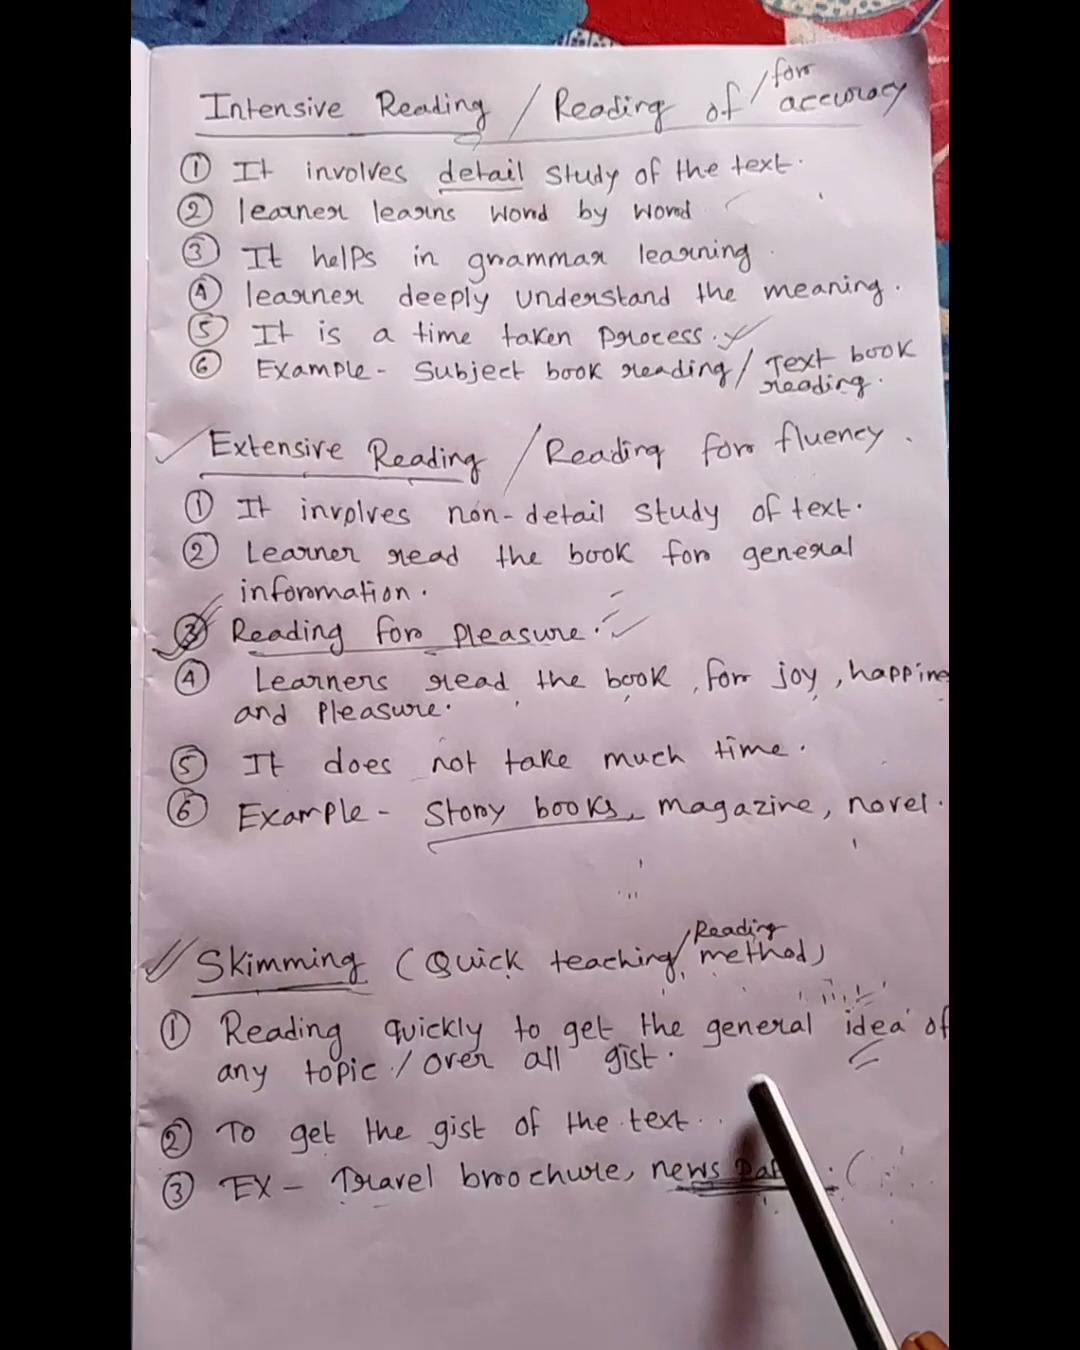 Intensive Reading / Reading of / for accuracy
① It involves detail study of the text.
② learner learns word by word
③ It helps in grammar learning
④ learner deeply understand the meaning.
⑤ It is a time taken process.
⑥ Example - Subject book reading / Text book
reading.
Extensive Reading / Reading for fluency.
① It involves non-detail study of text.
② Learner read the book for general
information.
③ Reading for pleasure.
④ Learners read the book, for joy, happine
and pleasure.
⑤ It does not take much time.
⑥ Example - Story books, magazine, novel.
Skimming (Quick teaching / Reading method)
① Reading quickly to get the general idea of
any topic / over all gist.
② To get the gist of the text.
③ EX - Travel brochure, news